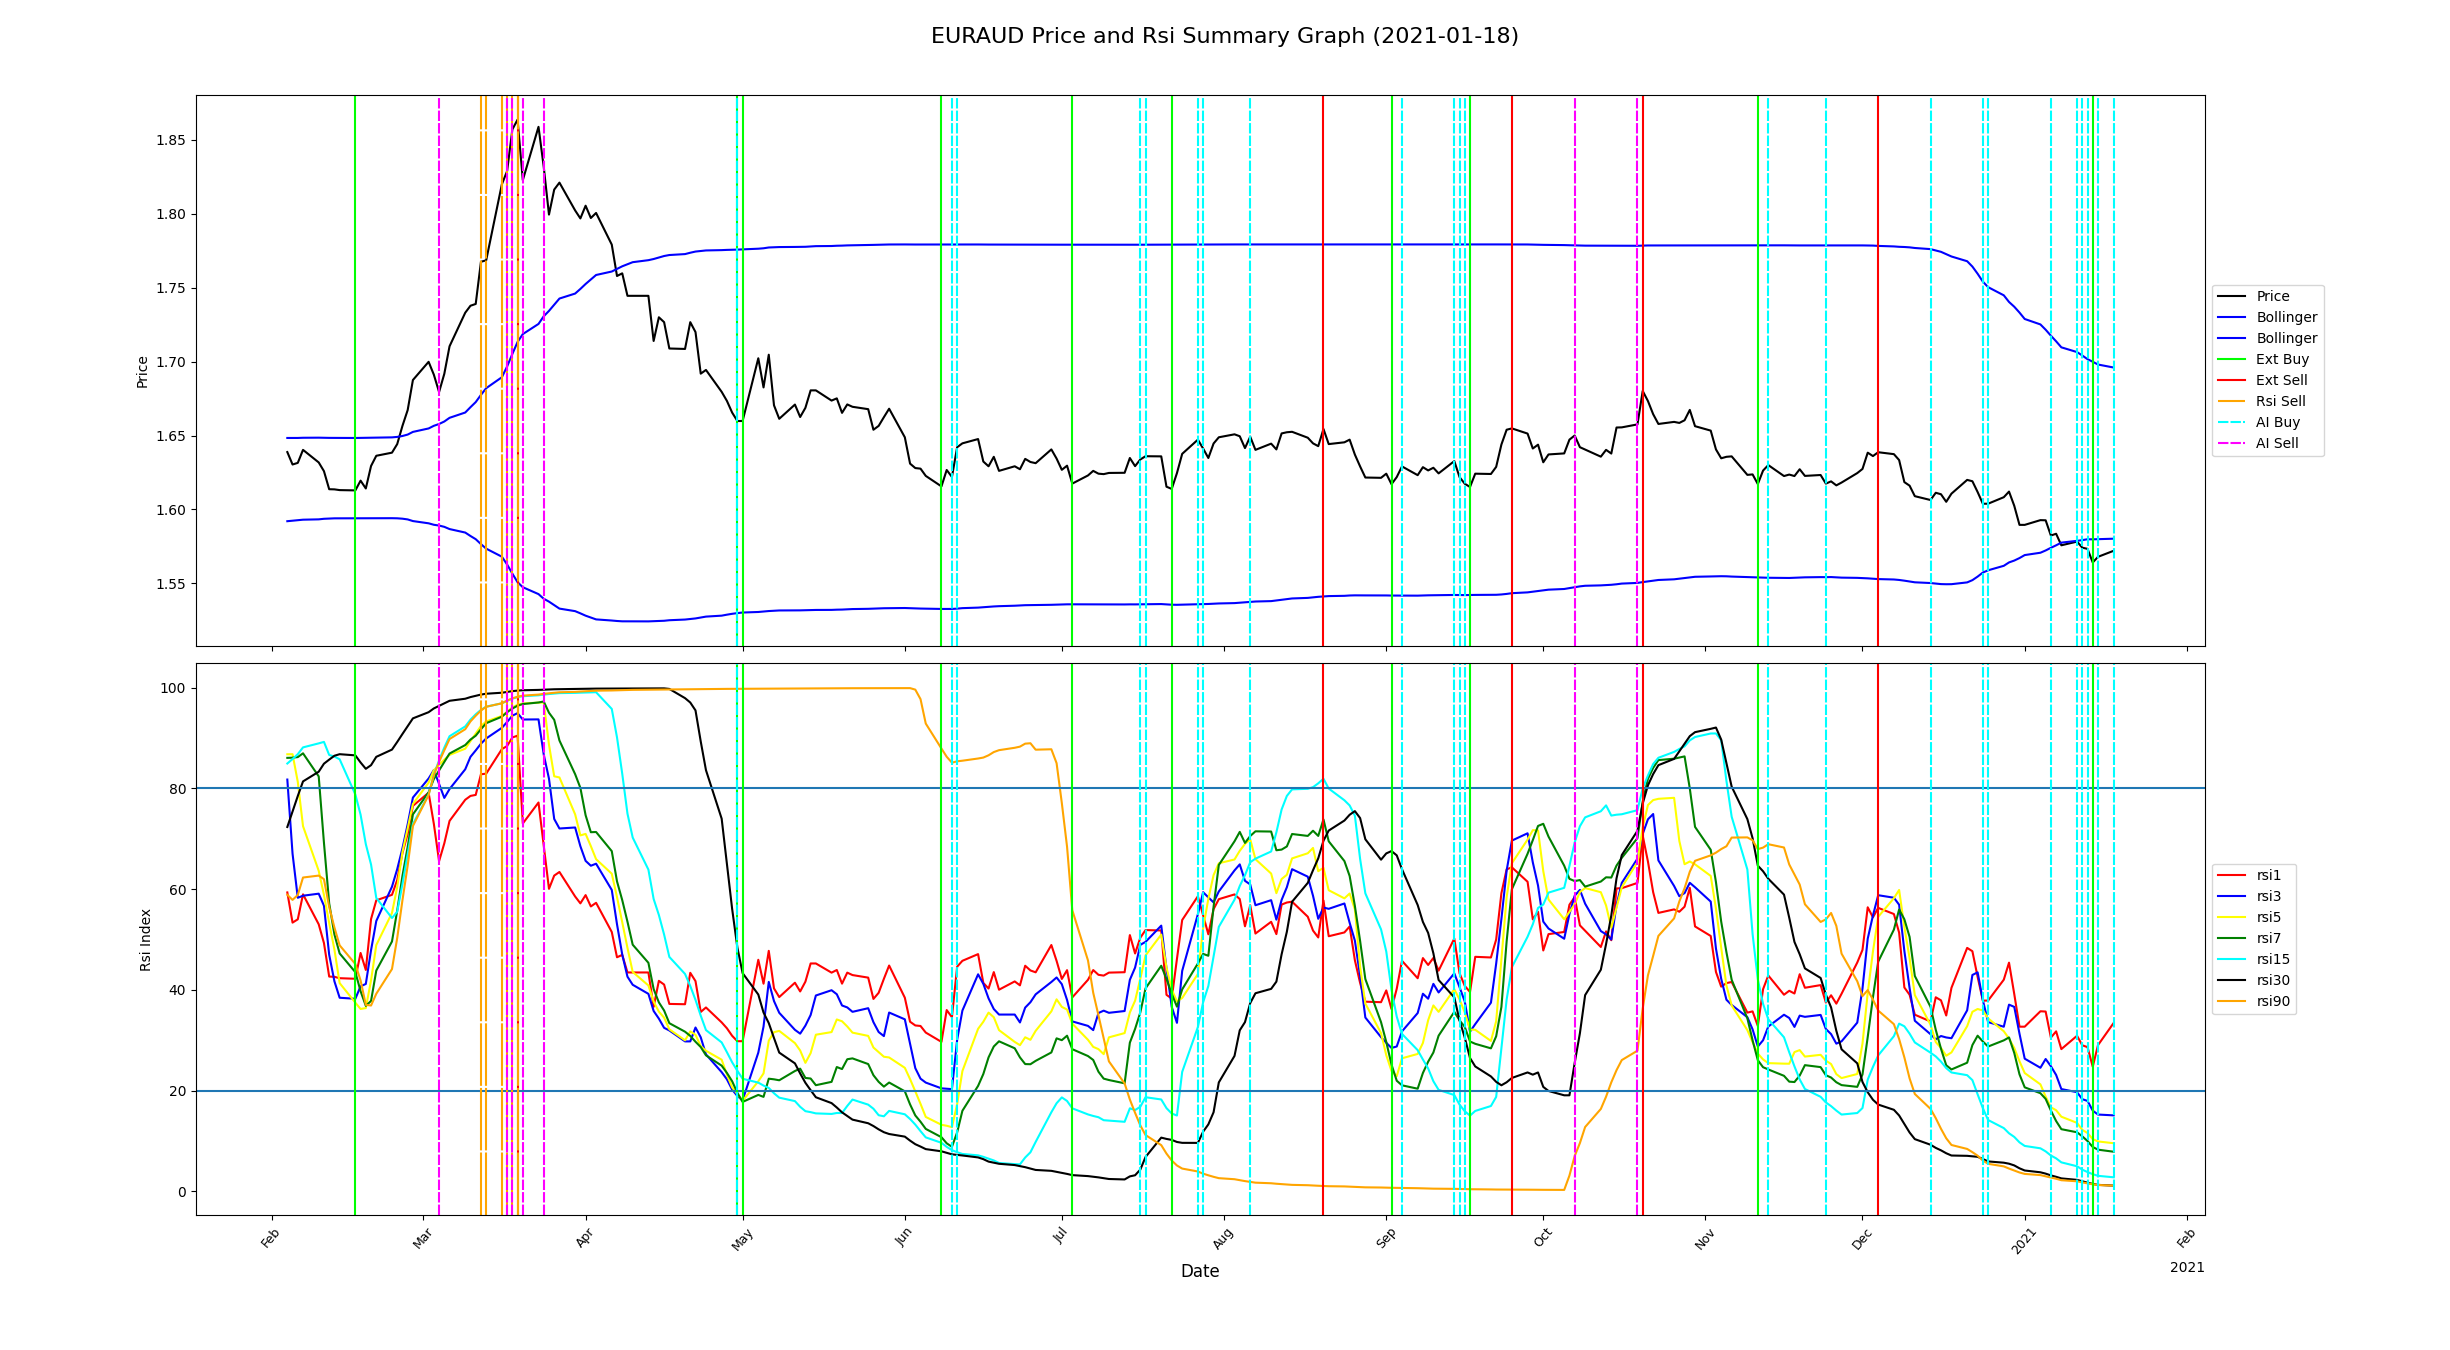 EURAUD Price and Rsi Summary Graph (2021-01-18)
1.85
1.80
1.75
1.70
1.65
1.60
1.55
Price
Price
Bollinger
Bollinger
Ext Buy
Ext Sell
Rsi Sell
AI Buy
AI Sell
100
80
60
40
20
0
Rsi Index
rsi1
rsi3
rsi5
rsi7
rsi15
rsi30
rsi90
Feb
Mar
Apr
May
Jun
Jul
Aug
Sep
Oct
Nov
Dec
2021
Feb
Date
2021